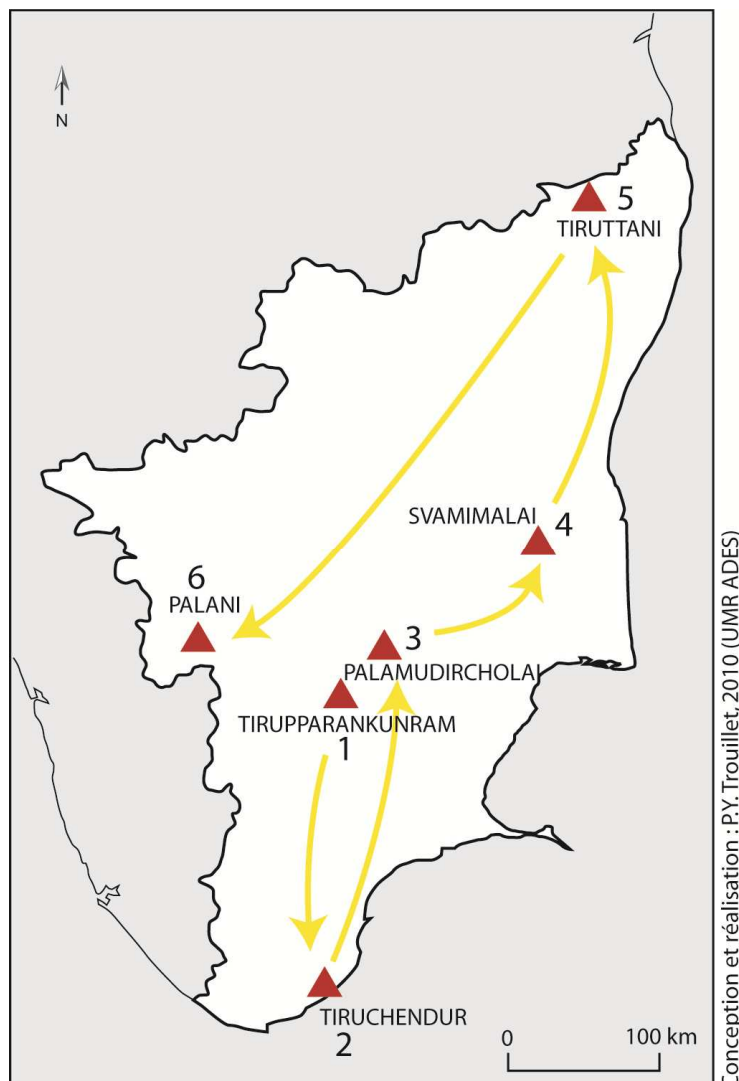 N
5
TIRUTTANI
SVAMIMALAI
4
6
PALANI
3
PALAMUDIRCHOLAI
TIRUPPARANKUNRAM
1
TIRUCHENDUR
2
0
100 km
Conception et réalisation : P.Y. Trouillet, 2010 (UMR ADES)